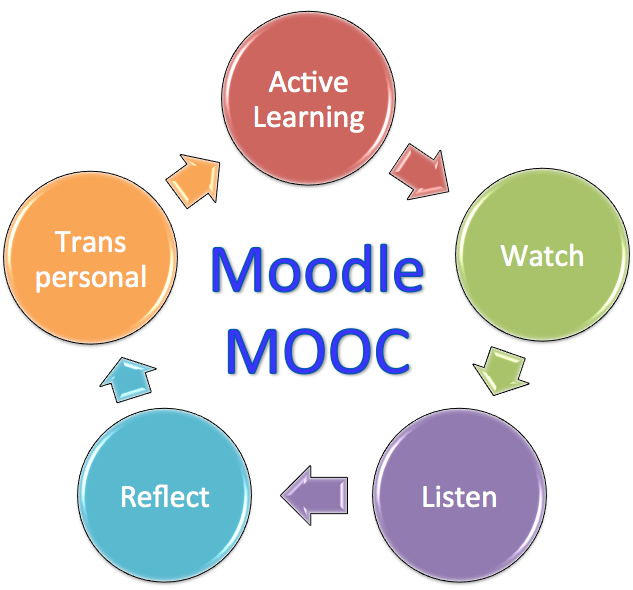 Active
Learning
Watch
Listen
Reflect
Trans
personal
Moodle
MOOC